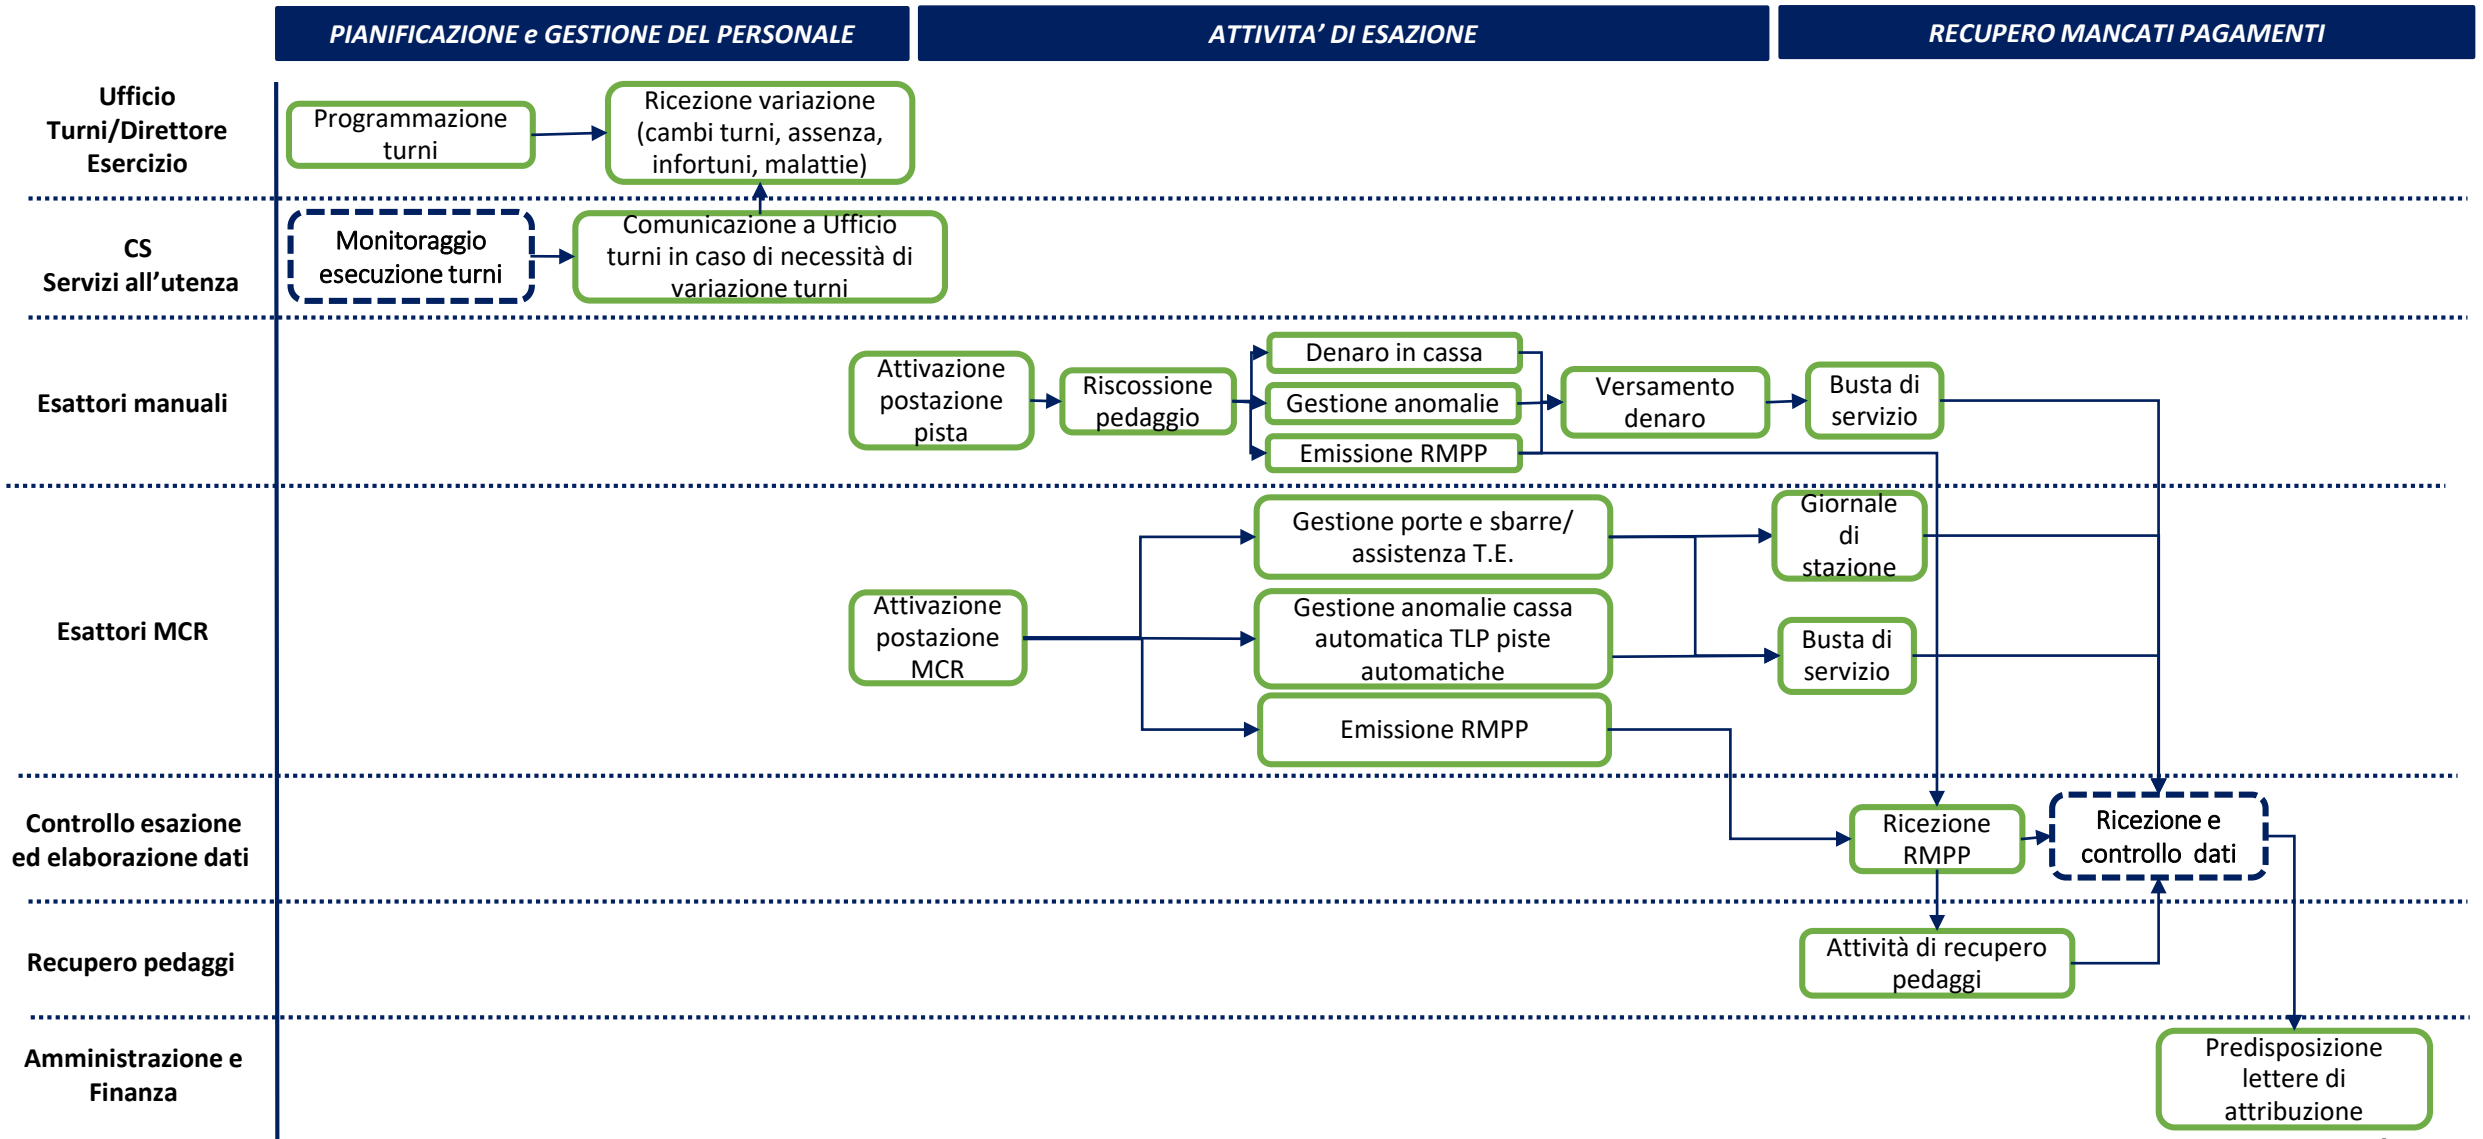 PIANIFICAZIONE e GESTIONE DEL PERSONALE
ATTIVITA’ DI ESAZIONE
RECUPERO MANCATI PAGAMENTI
Ufficio
Turni/Direttore
Esercizio
Programmazione
turni
Ricezione variazione
(cambi turni, assenza,
infortuni, malattie)
CS
Servizi all’utenza
Monitoraggio
esecuzione turni
Comunicazione a Ufficio
turni in caso di necessità di
variazione turni
Esattori manuali
Attivazione
postazione
pista
Riscossione
pedaggio
Denaro in cassa
Gestione anomalie
Emissione RMPP
Versamento
denaro
Busta di
servizio
Esattori MCR
Attivazione
postazione
MCR
Gestione porte e sbarre/
assistenza T.E.
Gestione anomalie cassa
automatica TLP piste
automatiche
Emissione RMPP
Giornale
di
stazione
Busta di
servizio
Controllo esazione
ed elaborazione dati
Ricezione
RMPP
Ricezione e
controllo dati
Recupero pedaggi
Attività di recupero
pedaggi
Amministrazione e
Finanza
Predisposizione
lettere di
attribuzione